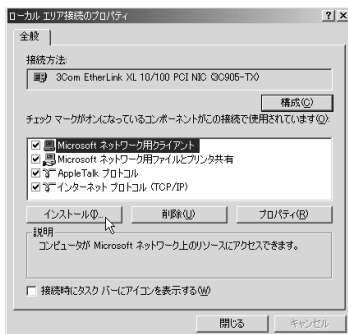 ローカル エリア接続のプロパティ
全般
接続方法:
3Com EtherLink XL 10/100 PCI NIC (3C905-TX)
構成(C)
チェック マークがオンになっているコンポーネントがこの接続で使用されています(O):
Microsoft ネットワーク用クライアント
Microsoft ネットワーク用ファイルとプリンタ共有
AppleTalk プロトコル
インターネット プロトコル (TCP/IP)
インストール(I)... 削除(U) プロパティ(R)
説明
コンピュータが Microsoft ネットワーク上のリソースにアクセスできます。
接続時にタスク バーにアイコンを表示する(W)
閉じる キャンセル